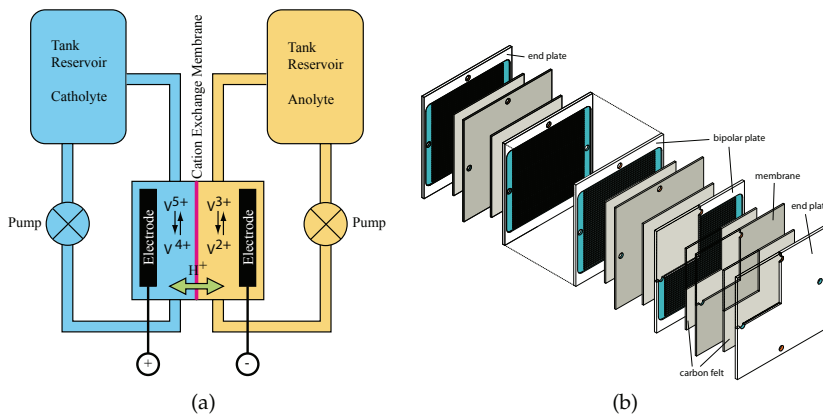 Tank
Reservoir
Catholyte
Cation Exchange Membrane
Tank
Reservoir
Anolyte
Pump
Electrode
V5+
V4+
V3+
V2+
H+
Electrode
Pump
+
-
(a)
end plate
bipolar plate
membrane
end plat
carbon felt
(b)